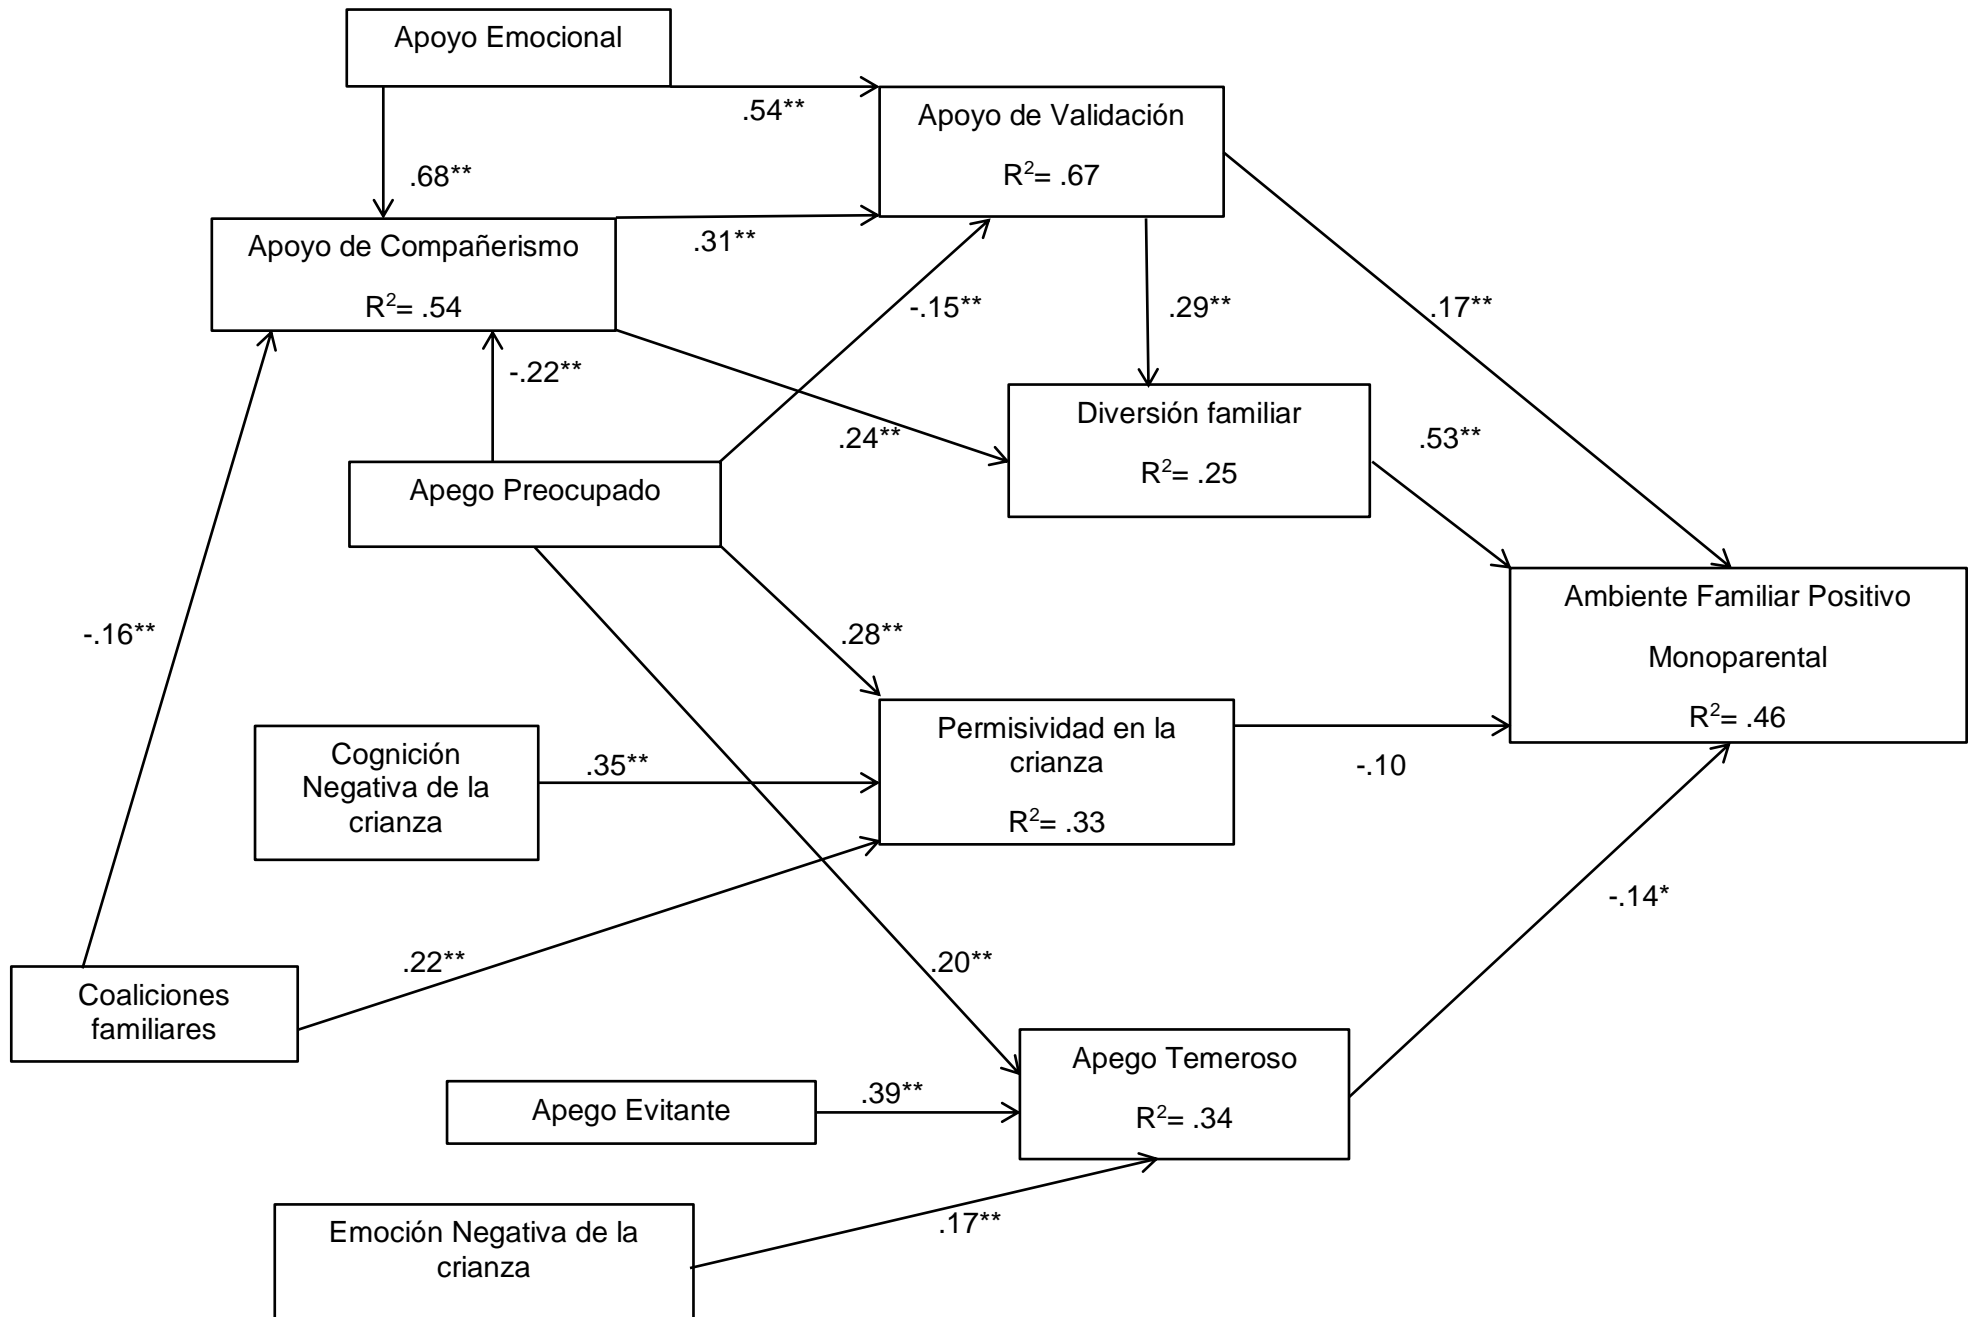 Apoyo Emocional
.54**
Apoyo de Validación
R²= .67
.68**
Apoyo de Compañerismo
R²= .54
.31**
-.15**
.29**
.17**
-.22**
.24**
Diversión familiar
R²= .25
.53**
Apego Preocupado
Ambiente Familiar Positivo
Monoparental
R²= .46
-.16**
.28**
Cognición
Negativa de la
crianza
.35**
Permisividad en la
crianza
R²= .33
-.10
-.14*
.22**
.20**
Coaliciones
familiares
Apego Temeroso
R²= .34
Apego Evitante
.39**
Emoción Negativa de la
crianza
.17**